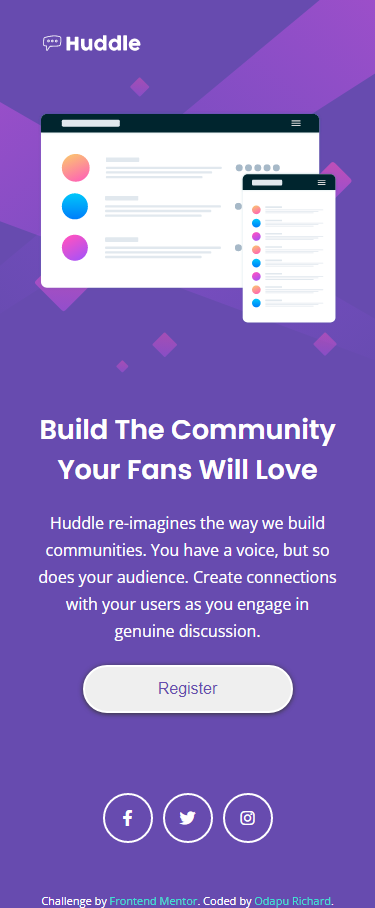 Huddle
Build The Community
Your Fans Will Love
Huddle re-imagines the way we build
communities. You have a voice, but so
does your audience. Create connections
with your users as you engage in
genuine discussion.
Register
Challenge by Frontend Mentor. Coded by Odapu Richard.